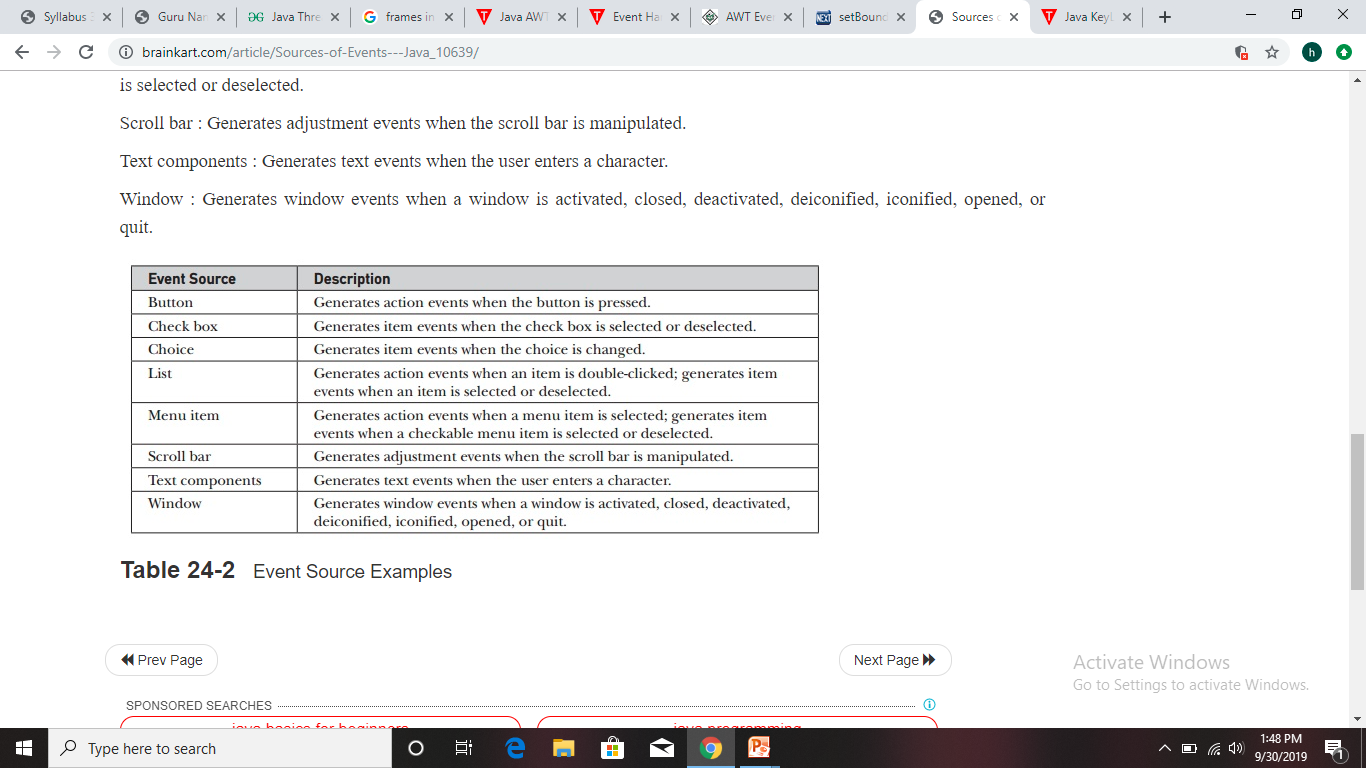 Syllabus
Guru Nar
Java Thre
frames in
Java AWT
Event Ha
AWT Eve
setBound
Sources
Java Key
brainkart.com/article/Sources-of-Events---Java_10639/
h
is selected or deselected.
Scroll bar : Generates adjustment events when the scroll bar is manipulated.
Text components : Generates text events when the user enters a character.
Window : Generates window events when a window is activated, closed, deactivated, deiconified, iconified, opened, or
quit.
Event Source Description
Button Generates action events when the button is pressed.
Check box Generates item events when the check box is selected or deselected.
Choice Generates item events when the choice is changed.
List Generates action events when an item is double-clicked; generates item
events when an item is selected or deselected.
Menu item Generates action events when a menu item is selected; generates item
events when a checkable menu item is selected or deselected.
Scroll bar Generates adjustment events when the scroll bar is manipulated.
Text components Generates text events when the user enters a character.
Window Generates window events when a window is activated, closed, deactivated,
deiconified, iconified, opened, or quit.
Table 24-2 Event Source Examples
Prev Page
Next Page
Activate Windows
Go to Settings to activate Windows.
SPONSORED SEARCHES
java basics for beginners
java programming
Type here to search
1:48 PM
9/30/2019
1